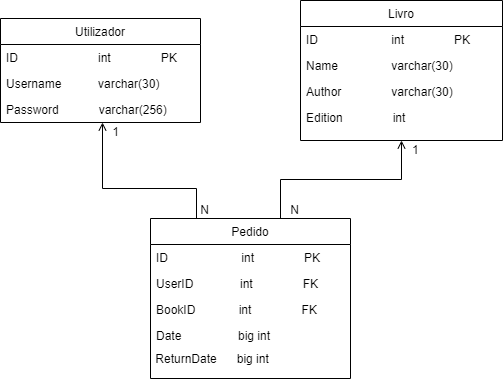 Utilizador
ID int PK
Username varchar(30)
Password varchar(256)
1
Livro
ID int PK
Name varchar(30)
Author varchar(30)
Edition int
1
N
N
Pedido
ID int PK
UserID int FK
BookID int FK
Date big int
ReturnDate big int